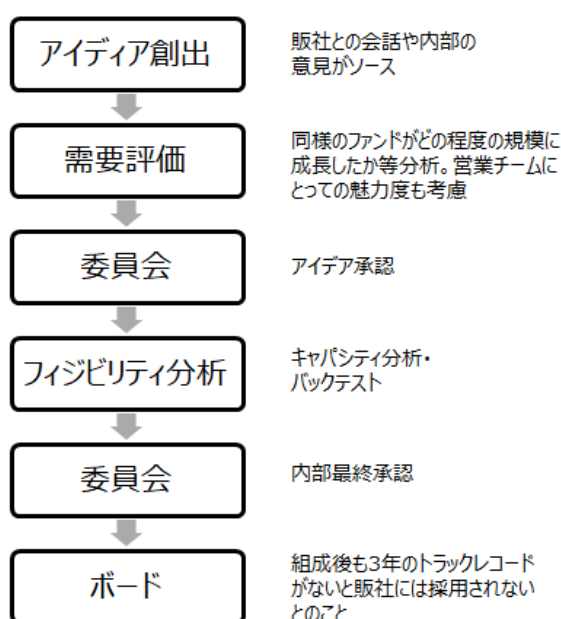 アイディア創出
販社との会話や内部の
意見がソース
需要評価
同様のファンドがどの程度の規模に
成長したか等分析。営業チームに
とっての魅力度も考慮
委員会
アイデア承認
フィジビリティ分析
キャパシティ分析・
バックテスト
委員会
内部最終承認
ボード
組成後も3年のトラックレコード
がないと販社には採用されない
とのこと